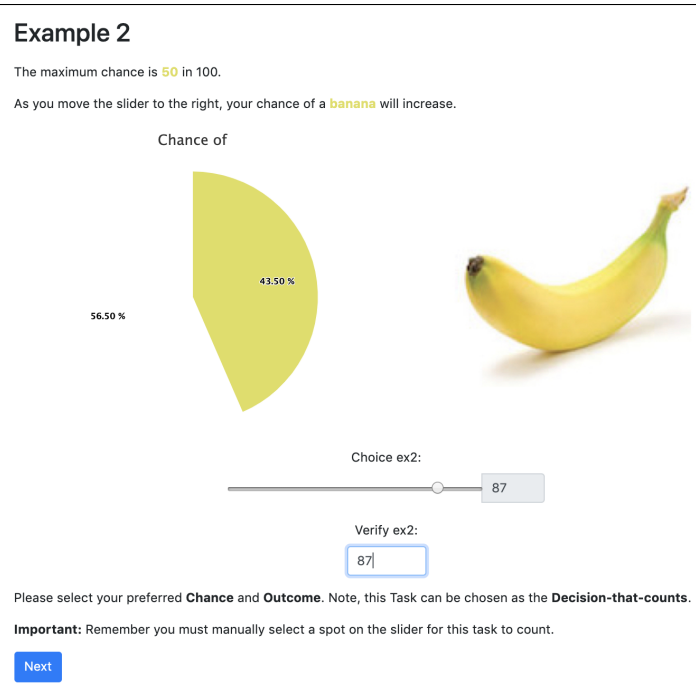 Example 2
The maximum chance is 50 in 100.
As you move the slider to the right, your chance of a banana will increase.
Chance of
43.50 %
56.50 %
Choice ex2:
87
Verify ex2:
87
Please select your preferred Chance and Outcome. Note, this Task can be chosen as the Decision-that-counts.
Important: Remember you must manually select a spot on the slider for this task to count.
Next